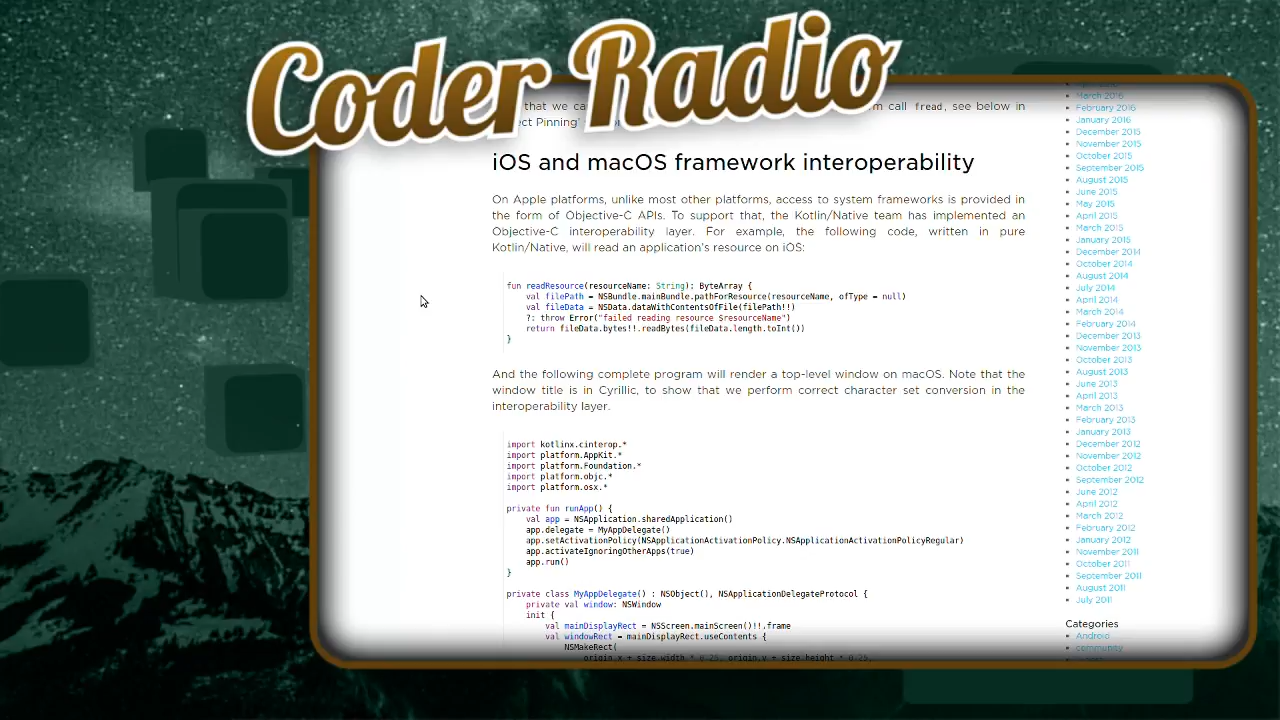 Coder Radio
that we ca
m call fread, see below in
ect Pinning'
iOS and macOS framework interoperability
On Apple platforms, unlike most other platforms, access to system frameworks is provided in
the form of Objective-C APIs. To support that, the Kotlin/Native team has implemented an
Objective-C interoperability layer. For example, the following code, written in pure
Kotlin/Native, will read an application's resource on iOS:
fun readResource(resourceName: String): ByteArray {
val filePath = NSBundle.mainBundle.pathForResource(resourceName, ofType = null)
val fileData = NSData.dataWithContentsOfFile(filePath!!)
?: throw Error("failed reading resource $resourceName")
return fileData.bytes!!.readBytes(fileData.length.toInt())
}
And the following complete program will render a top-level window on macOS. Note that the
window title is in Cyrillic, to show that we perform correct character set conversion in the
interoperability layer.
import kotlinx.cinterop.*
import platform.AppKit.*
import platform.Foundation.*
import platform.objc.*
import platform.osx.*
private fun runApp() {
val app = NSApplication.sharedApplication()
app.delegate = MyAppDelegate()
app.setActivationPolicy(NSApplicationActivationPolicy.NSApplicationActivationPolicyRegular)
app.activateIgnoringOtherApps(true)
app.run()
}
private class MyAppDelegate() : NSObject(), NSApplicationDelegateProtocol {
private val window: NSWindow
init {
val mainDisplayRect = NSScreen.mainScreen()!!.frame
val windowRect = mainDisplayRect.useContents {
NSMakeRect(
origin.x + size.width * 0.25, origin.y + size.height * 0.25,
March 2016
February 2016
January 2016
December 2015
November 2015
October 2015
September 2015
August 2015
June 2015
May 2015
April 2015
March 2015
January 2015
December 2014
October 2014
August 2014
July 2014
April 2014
March 2014
February 2014
December 2013
November 2013
October 2013
August 2013
June 2013
April 2013
March 2013
February 2013
January 2013
December 2012
November 2012
October 2012
September 2012
June 2012
April 2012
March 2012
February 2012
January 2012
November 2011
October 2011
September 2011
August 2011
July 2011
Categories
Android
community